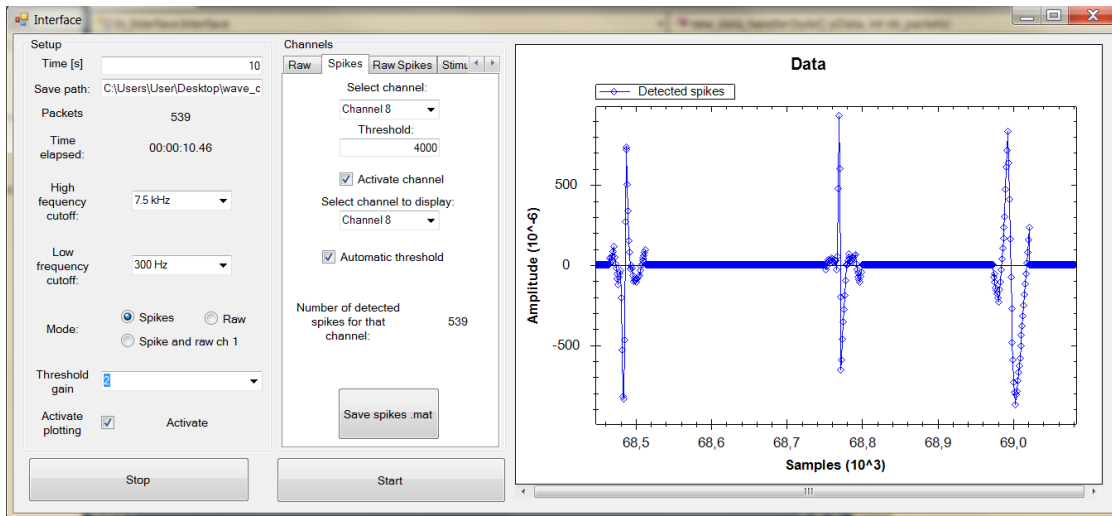 Interface
Setup
Time [s]
10
Save path:
C:\Users\User\Desktop\wave_c
Packets
539
Time
elapsed:
00:00:10.46
High
fequency
cutoff:
7.5 kHz
Low
frequency
cutoff:
300 Hz
Mode:
Spikes
Raw
Spike and raw ch 1
Threshold
gain
2
Activate
plotting
Activate
Stop
Channels
Raw
Spikes
Raw Spikes
Stimu
Select channel:
Channel 8
Threshold:
4000
Activate channel
Select channel to display:
Channel 8
Automatic threshold
Number of detected
spikes for that
channel:
539
Save spikes .mat
Start
Data
Detected spikes
Amplitude (10^-6)
500
0
-500
68,5
68,6
68,7
68,8
68,9
69,0
Samples (10^3)